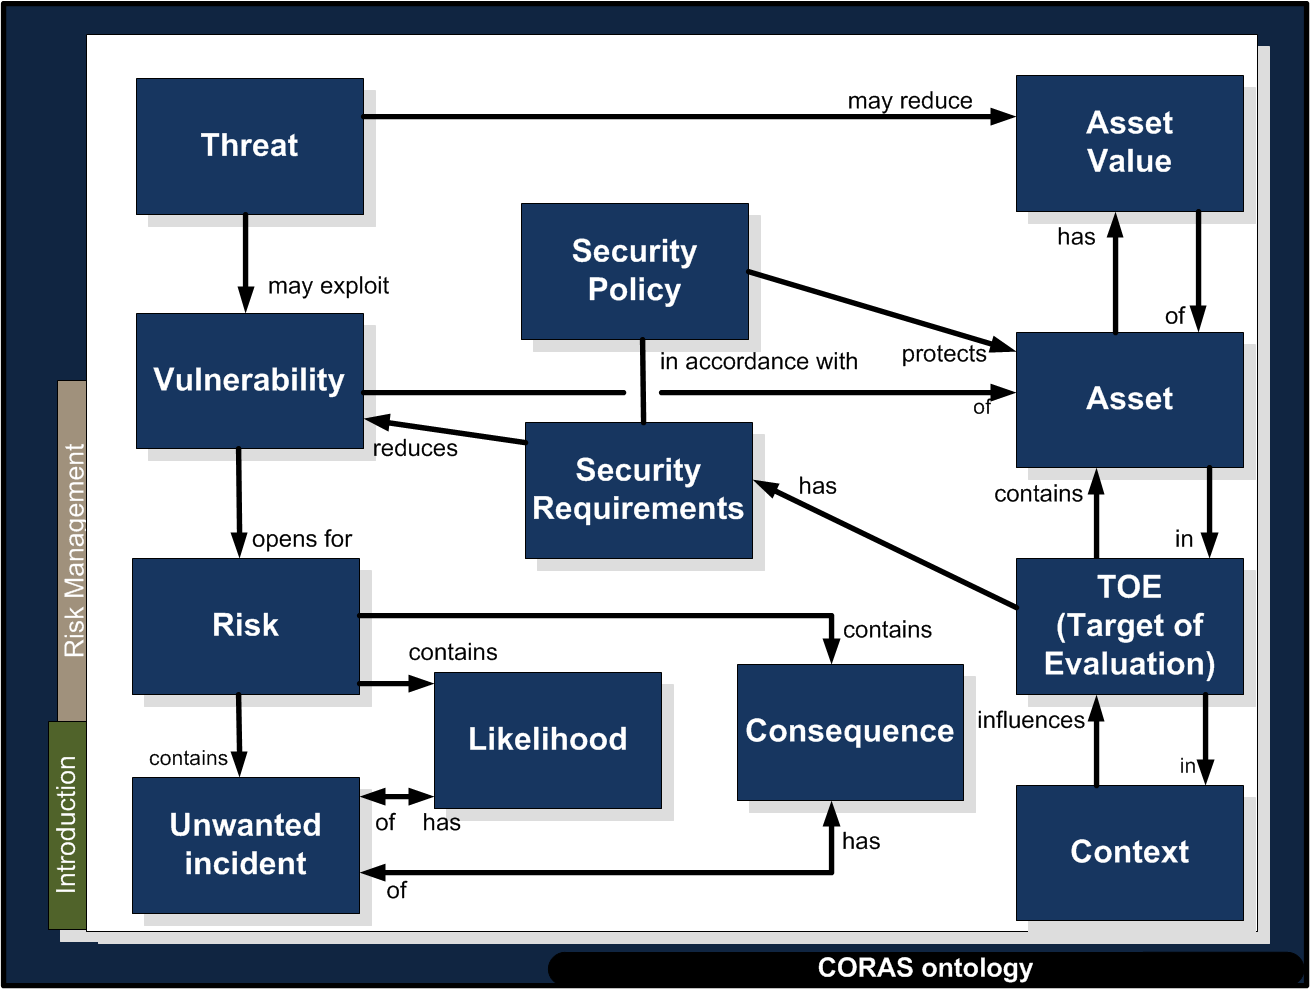 Threat
may reduce
Asset
Value
may exploit
Security
Policy
has
of
protects
in accordance with
Vulnerability
of
Asset
reduces
Security
Requirements
has
contains
in
opens for
Risk
contains
contains
TOE
(Target of
Evaluation)
Likelihood
Consequence
influences
in
contains
Unwanted
incident
of has
has
of
Context
Risk Management
Introduction
CORAS ontology